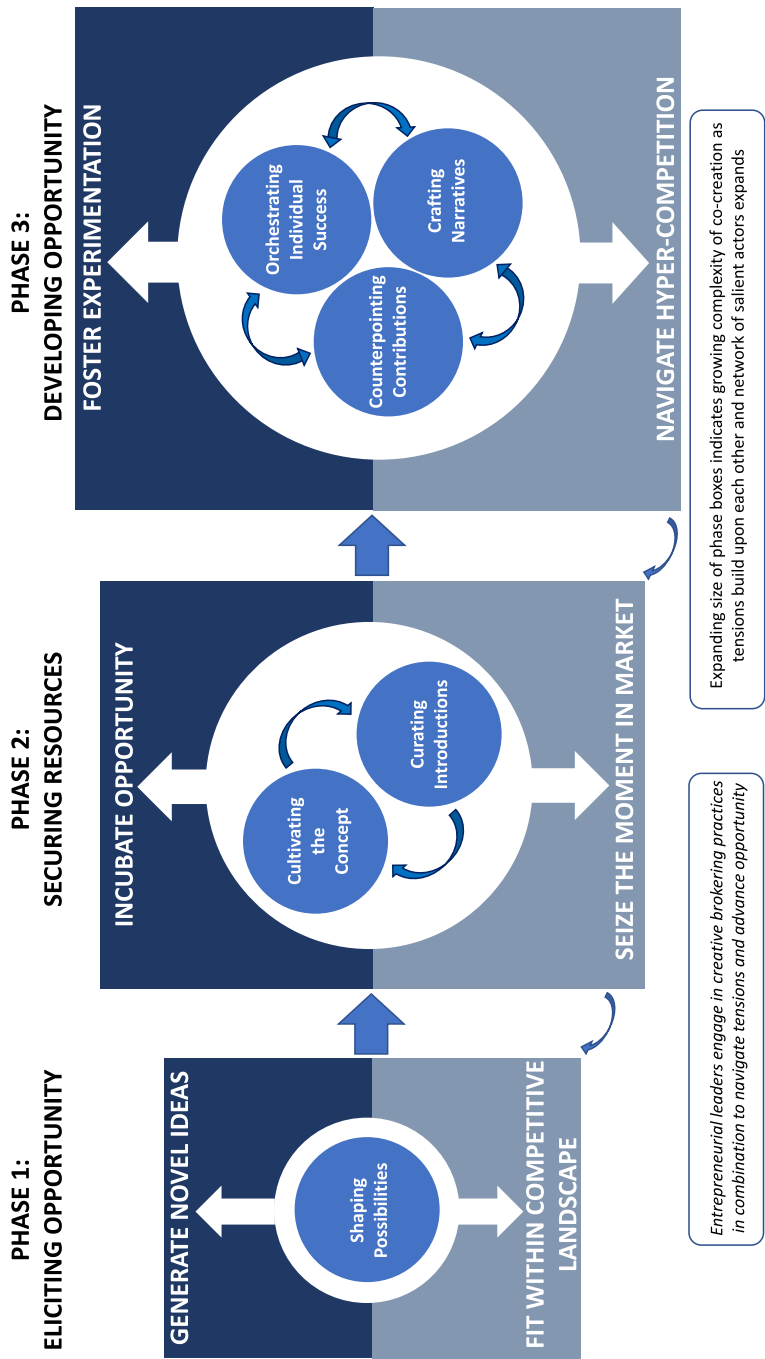 PHASE 1:
ELICITING OPPORTUNITY
GENERATE NOVEL IDEAS
Shaping
Possibilities
FIT WITHIN COMPETITIVE
LANDSCAPE
PHASE 2:
SECURING RESOURCES
INCUBATE OPPORTUNITY
Cultivating
the
Concept
Curating
Introductions
SEIZE THE MOMENT IN MARKET
PHASE 3:
DEVELOPING OPPORTUNITY
FOSTER EXPERIMENTATION
Orchestrating
Individual
Success
Counterpointing
Contributions
Crafting
Narratives
NAVIGATE HYPER-COMPETITION
Entrepreneurial leaders engage in creative brokering practices
in combination to navigate tensions and advance opportunity
Expanding size of phase boxes indicates growing complexity of co-creation as
tensions build upon each other and network of salient actors expands